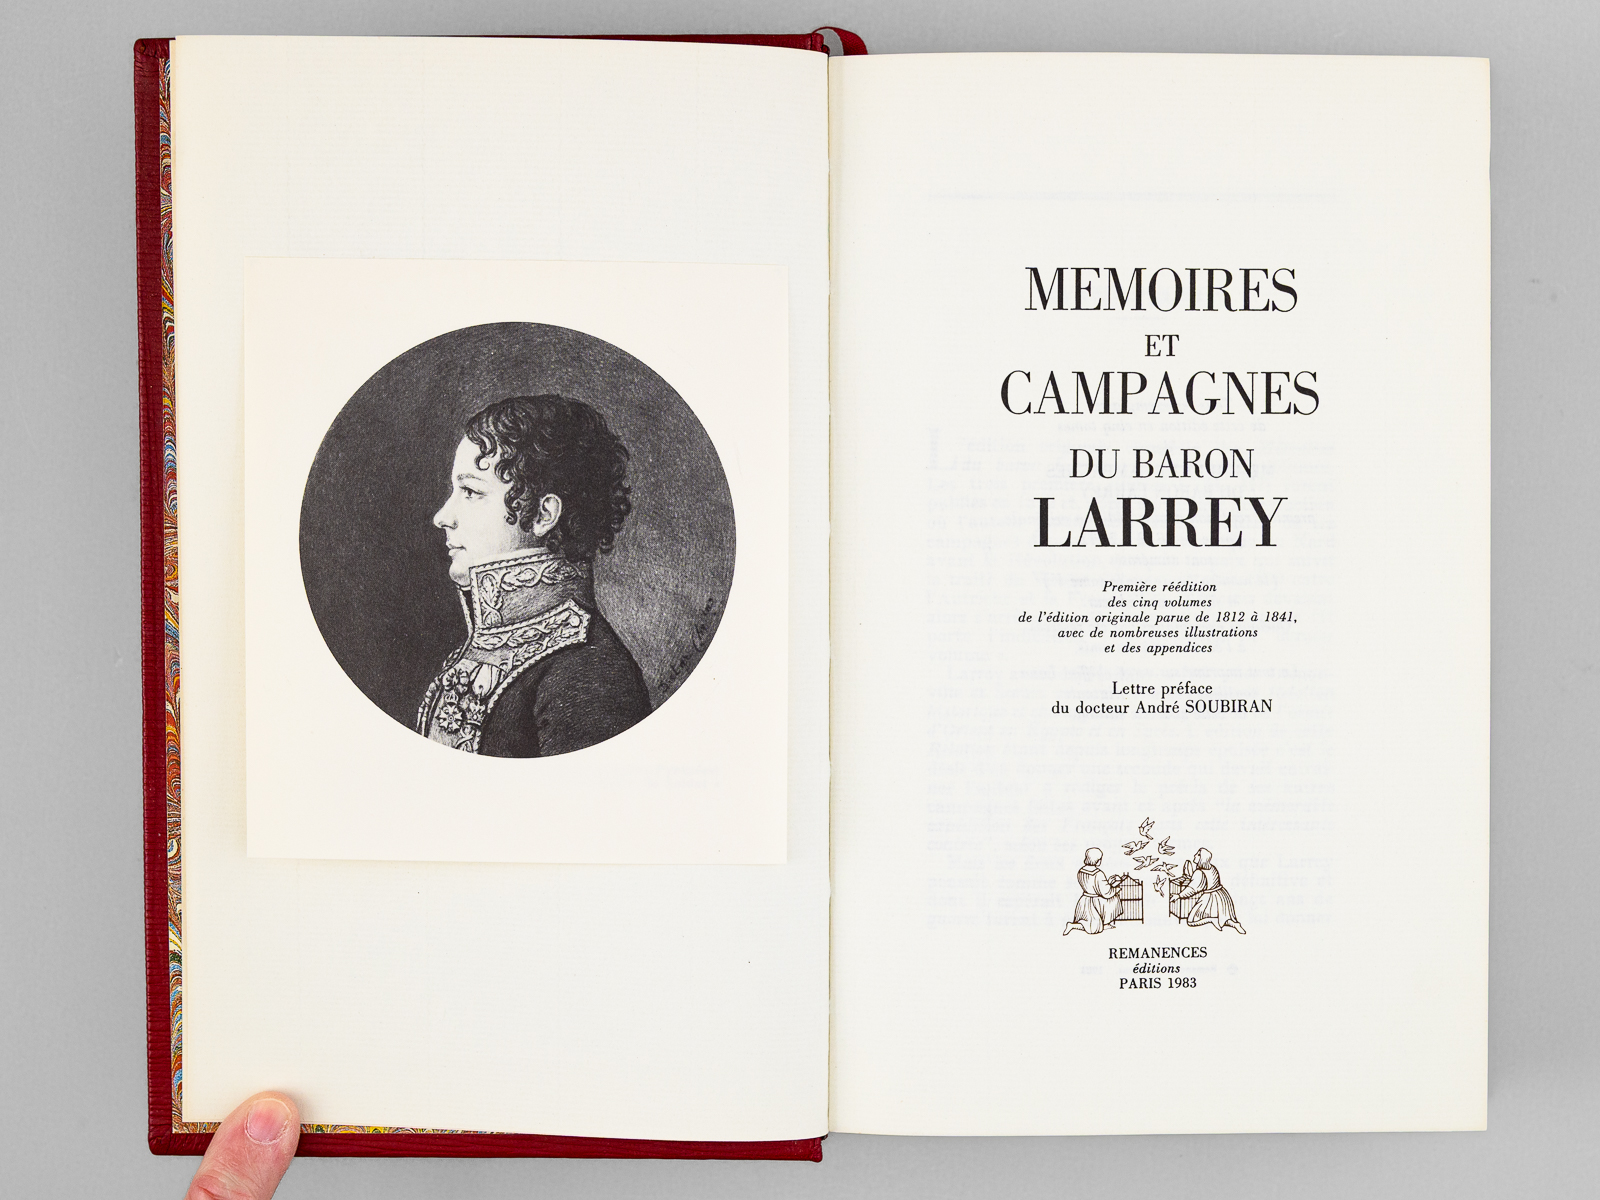 MEMOIRES
ET
CAMPAGNES
DU BARON
LARREY
Première réédition
des cinq volumes
de l'édition originale parue de 1812 à 1841,
avec de nombreuses illustrations
et des appendices
Lettre préface
du docteur André SOUBIRAN
REMANENCES
éditions
PARIS 1983